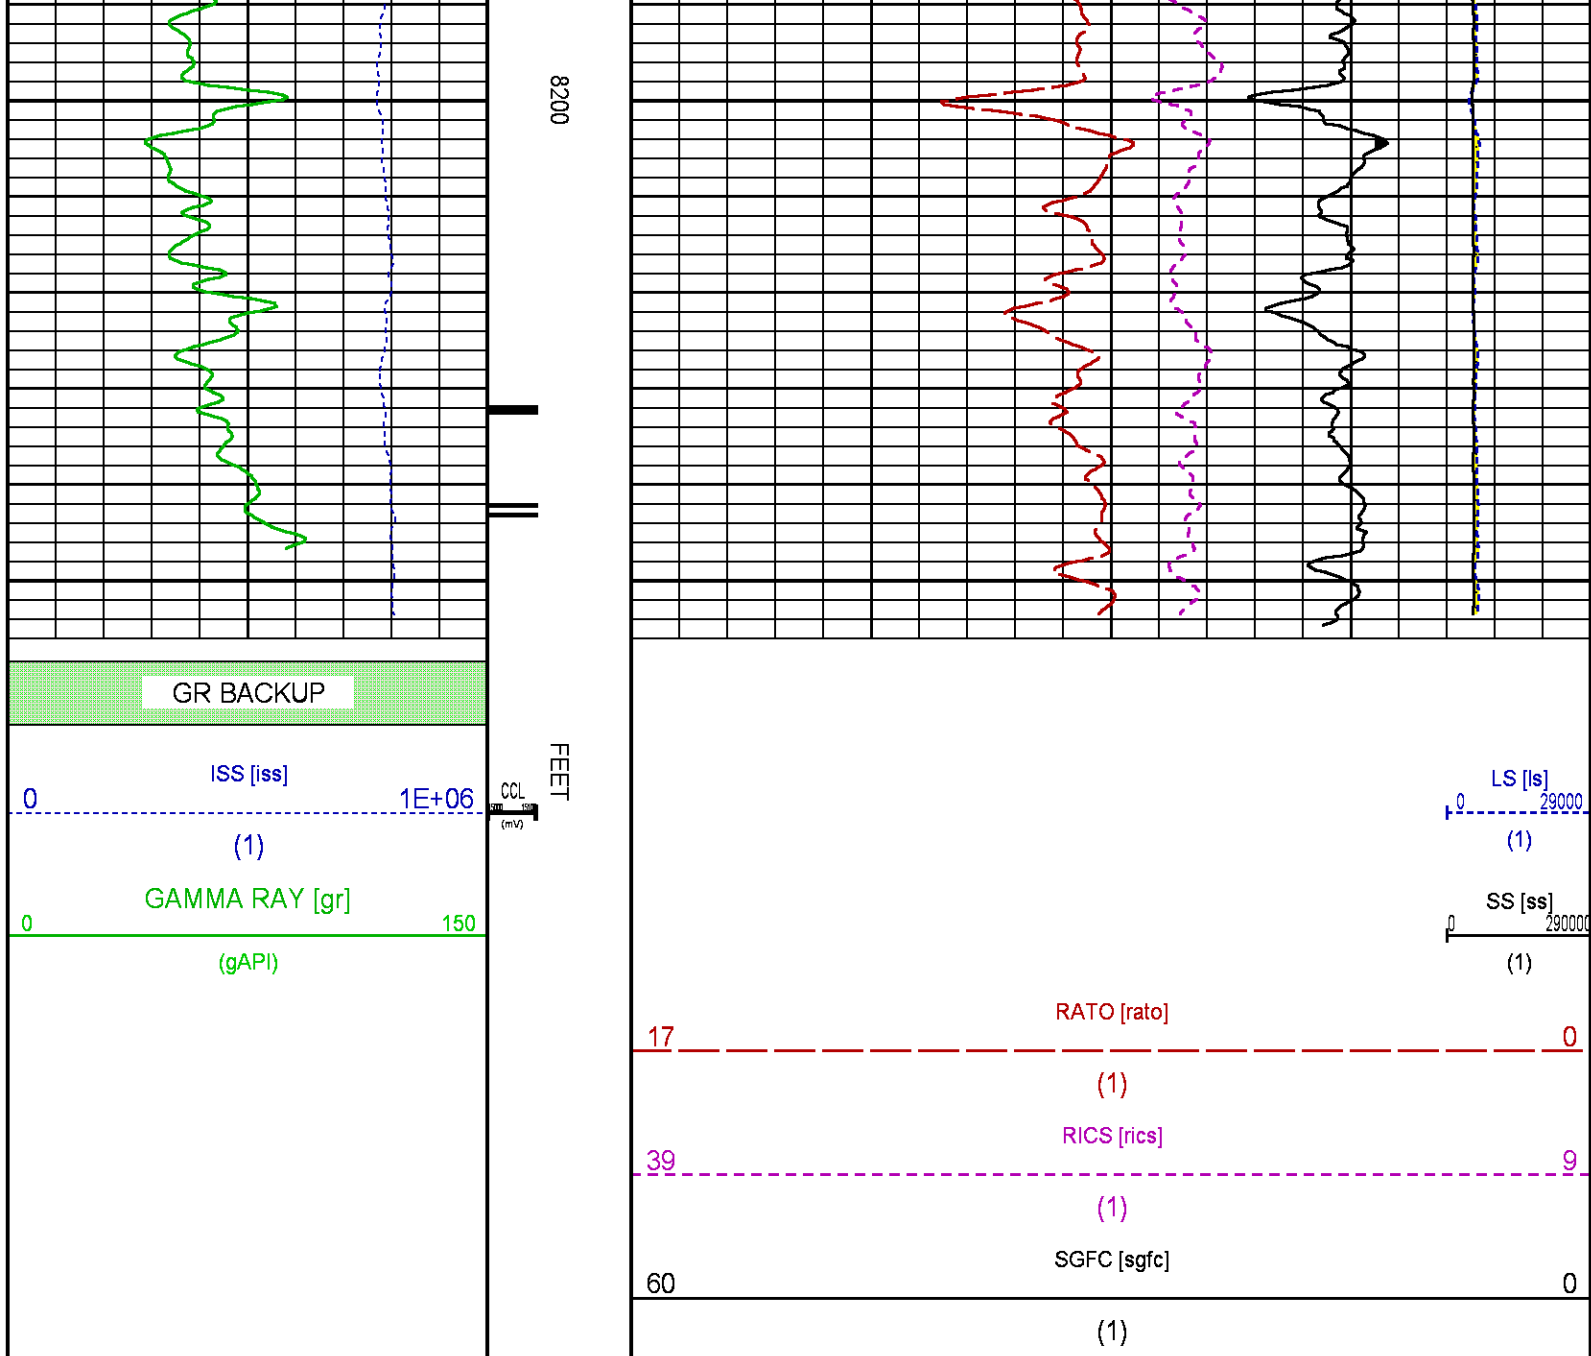 8200
GR BACKUP
FEET
ISS [iss]
0 1E+06
(1)
CCL
(mV)
LS [ls]
0 29000
(1)
GAMMA RAY [gr]
0 150
(gAPI)
SS [ss]
0 290000
(1)
RATO [rato]
17 0
(1)
RICS [rics]
39 9
(1)
SGFC [sgfc]
60 0
(1)